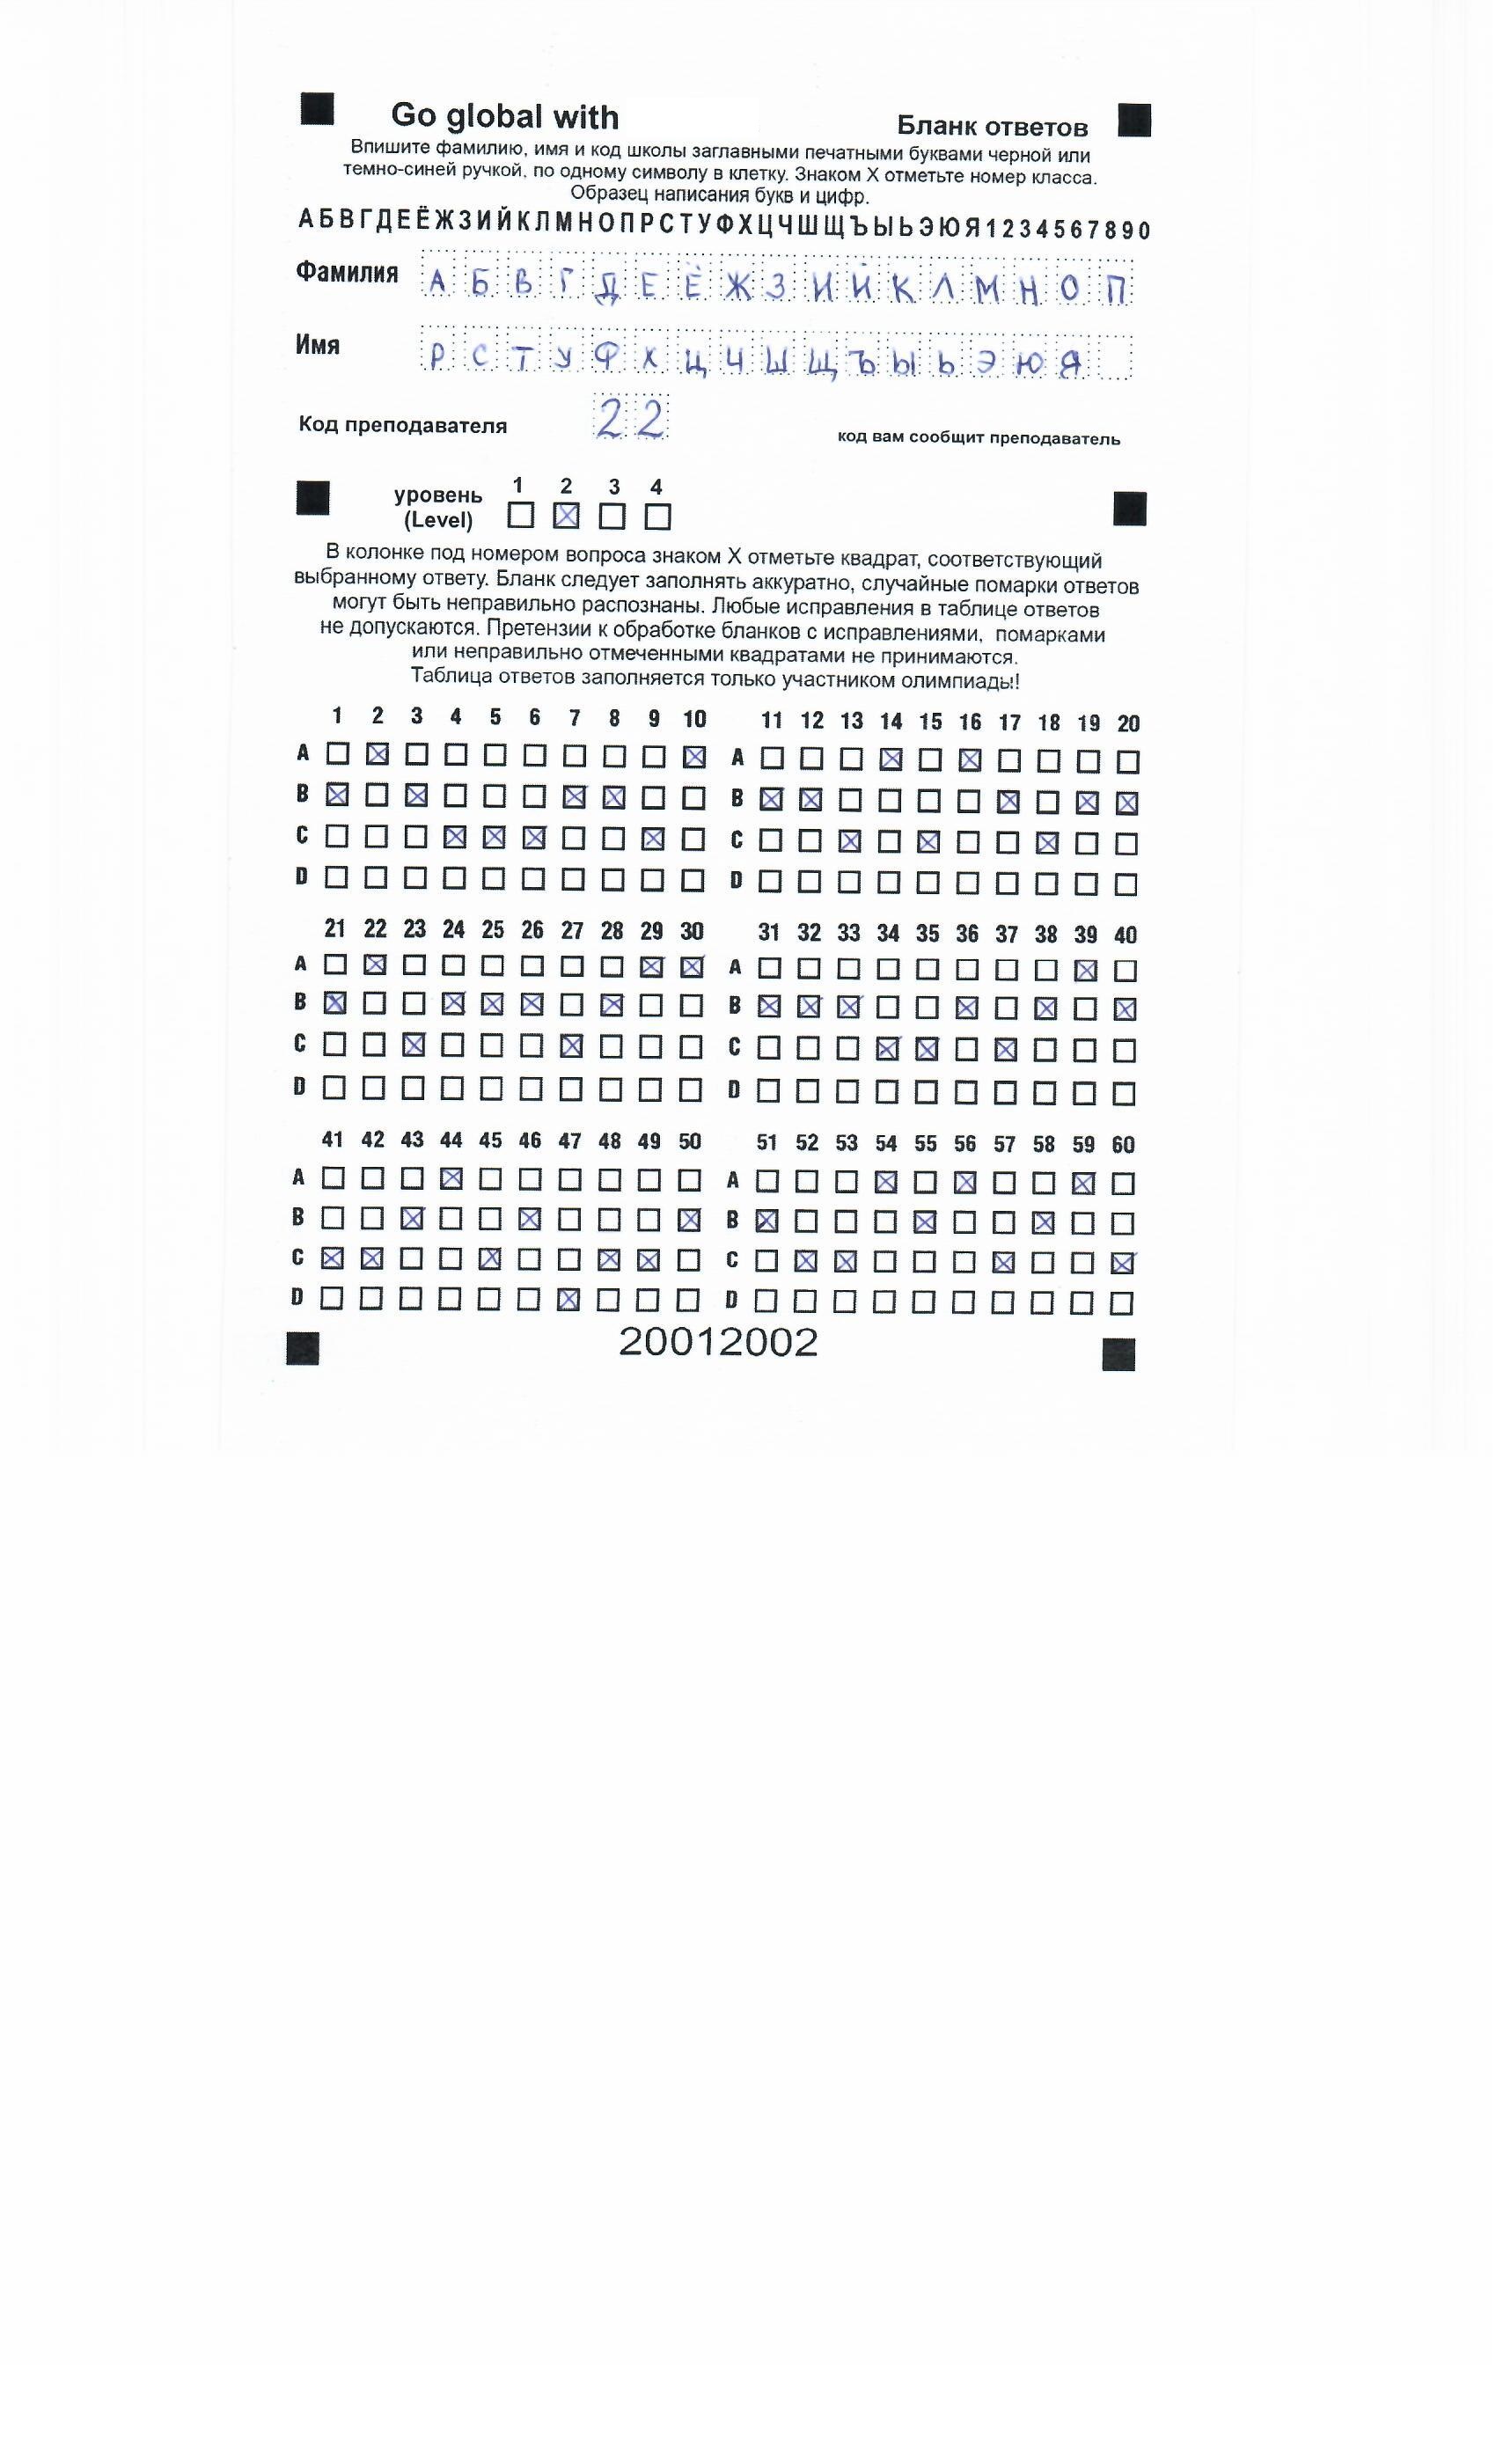 Go global with
Бланк ответов
Впишите фамилию, имя и код школы заглавными печатными буквами черной или
темно-синей ручкой, по одному символу в клетку. Знаком Х отметьте номер класса.
Образец написания букв и цифр.
АБВГДЕЁЖЗИЙКЛМНОПРСТУФХЦЧШЩЪЫЬЭЮЯ1234567890
Фамилия АБВГДЕЁЖЗИЙКЛМНОП
Имя РСТУФХЦЧШЩЪЫЬЭЮЯ
Код преподавателя 22 код вам сообщит преподаватель
1 2 3 4
уровень
(Level)
В колонке под номером вопроса знаком Х отметьте квадрат, соответствующий
выбранному ответу. Бланк следует заполнять аккуратно, случайные помарки ответов
могут быть неправильно распознаны. Любые исправления в таблице ответов
не допускаются. Претензии к обработке бланков с исправлениями, помарками
или неправильно отмеченными квадратами не принимаются.
Таблица ответов заполняется только участником олимпиады!
1 2 3 4 5 6 7 8 9 10 11 12 13 14 15 16 17 18 19 20
A A
B B
C C
D D
21 22 23 24 25 26 27 28 29 30 31 32 33 34 35 36 37 38 39 40
A A
B B
C C
D D
41 42 43 44 45 46 47 48 49 50 51 52 53 54 55 56 57 58 59 60
A A
B B
C C
D D
20012002